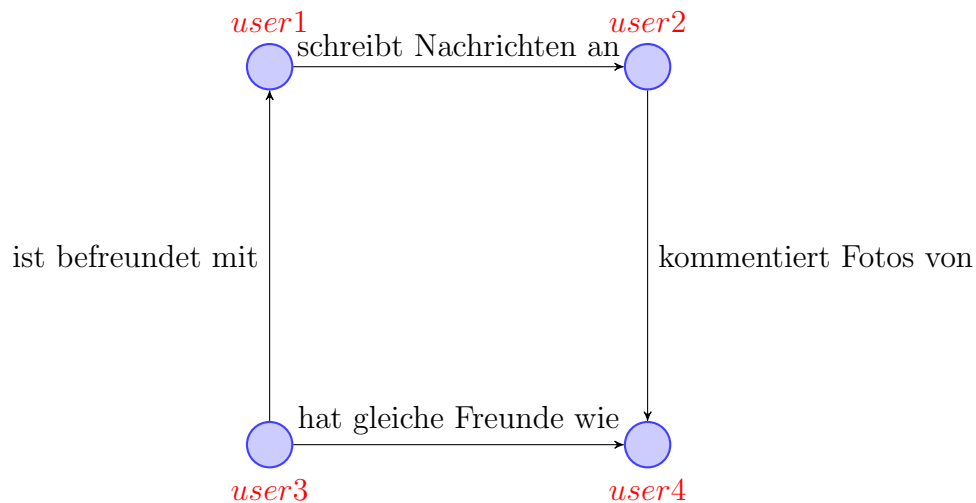 user1
user2
schreibt Nachrichten an
ist befreundet mit
kommentiert Fotos von
hat gleiche Freunde wie
user3
user4